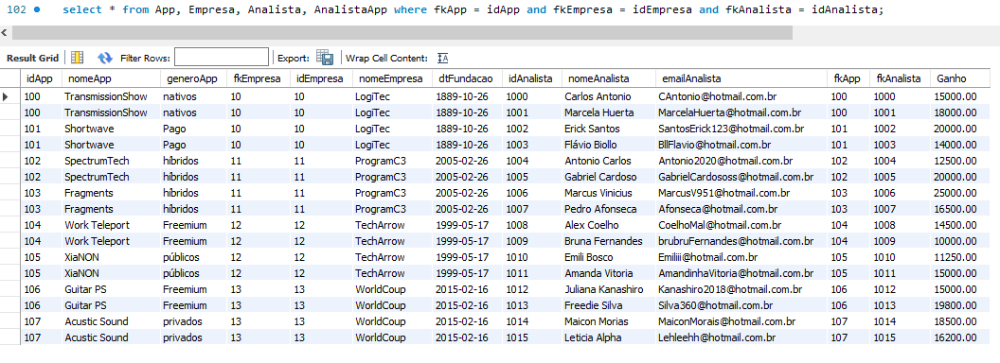 102 select * from App, Empresa, Analista, AnalistaApp where fkApp = idApp and fkEmpresa = idEmpresa and fkAnalista = idAnalista;
Result Grid Filter Rows: Export: Wrap Cell Content:
idApp nomeApp generoApp fkEmpresa idEmpresa nomeEmpresa dtFundacao idAnalista nomeAnalista emailAnalista fkApp fkAnalista Ganho
100 TransmissionShow nativos 10 10 LogiTec 1889-10-26 1000 Carlos Antonio CAntonio@hotmail.com.br 100 1000 15000.00
100 TransmissionShow nativos 10 10 LogiTec 1889-10-26 1001 Marcela Huerta MarcelaHuerta@hotmail.com.br 100 1001 18000.00
101 Shortwave Pago 10 10 LogiTec 1889-10-26 1002 Erick Santos SantosErick123@hotmail.com.br 101 1002 20000.00
101 Shortwave Pago 10 10 LogiTec 1889-10-26 1003 Flávio Biollo BllFlavio@hotmail.com.br 101 1003 14000.00
102 SpectrumTech híbridos 11 11 ProgramC3 2005-02-26 1004 Antonio Carlos Antonio2020@hotmail.com.br 102 1004 12500.00
102 SpectrumTech híbridos 11 11 ProgramC3 2005-02-26 1005 Gabriel Cardoso GabrielCardososs@hotmail.com.br 102 1005 20000.00
103 Fragments híbridos 11 11 ProgramC3 2005-02-26 1006 Marcus Vinicius MarcusV951@hotmail.com.br 103 1006 25000.00
103 Fragments híbridos 11 11 ProgramC3 2005-02-26 1007 Pedro Afonseca Afonseca@hotmail.com.br 103 1007 16500.00
104 Work Teleport Freemium 12 12 TechArrow 1999-05-17 1008 Alex Coelho CoelhoMal@hotmail.com.br 104 1008 14500.00
104 Work Teleport Freemium 12 12 TechArrow 1999-05-17 1009 Bruna Fernandes brubruFernandes@hotmail.com.br 104 1009 10000.00
105 XiaNON públicos 12 12 TechArrow 1999-05-17 1010 Emili Bosco Emiliii@hotmail.com.br 105 1010 11250.00
105 XiaNON públicos 12 12 TechArrow 1999-05-17 1011 Amanda Vitoria AmandinhaVitoria@hotmail.com.br 105 1011 15000.00
106 Guitar PS Freemium 13 13 WorldCoup 2015-02-16 1012 Juliana Kanashiro Kanashiro2018@hotmail.com.br 106 1012 15000.00
106 Guitar PS Freemium 13 13 WorldCoup 2015-02-16 1013 Freedie Silva Silva360@hotmail.com.br 106 1013 19800.00
107 Acustic Sound privados 13 13 WorldCoup 2015-02-16 1014 Maicon Morias MaiconMorais@hotmail.com.br 107 1014 18500.00
107 Acustic Sound privados 13 13 WorldCoup 2015-02-16 1015 Leticia Alpha Lehleehh@hotmail.com.br 107 1015 16200.00